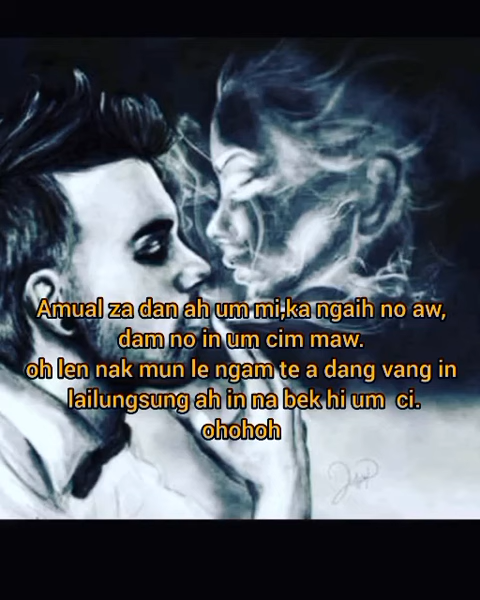 Amual za dan ah um mi,ka ngaih no aw,
dam no in um cim maw.
oh len nak mun le ngam te a dang vang in
lailungsung ah in na bek hi um  ci.
ohohoh